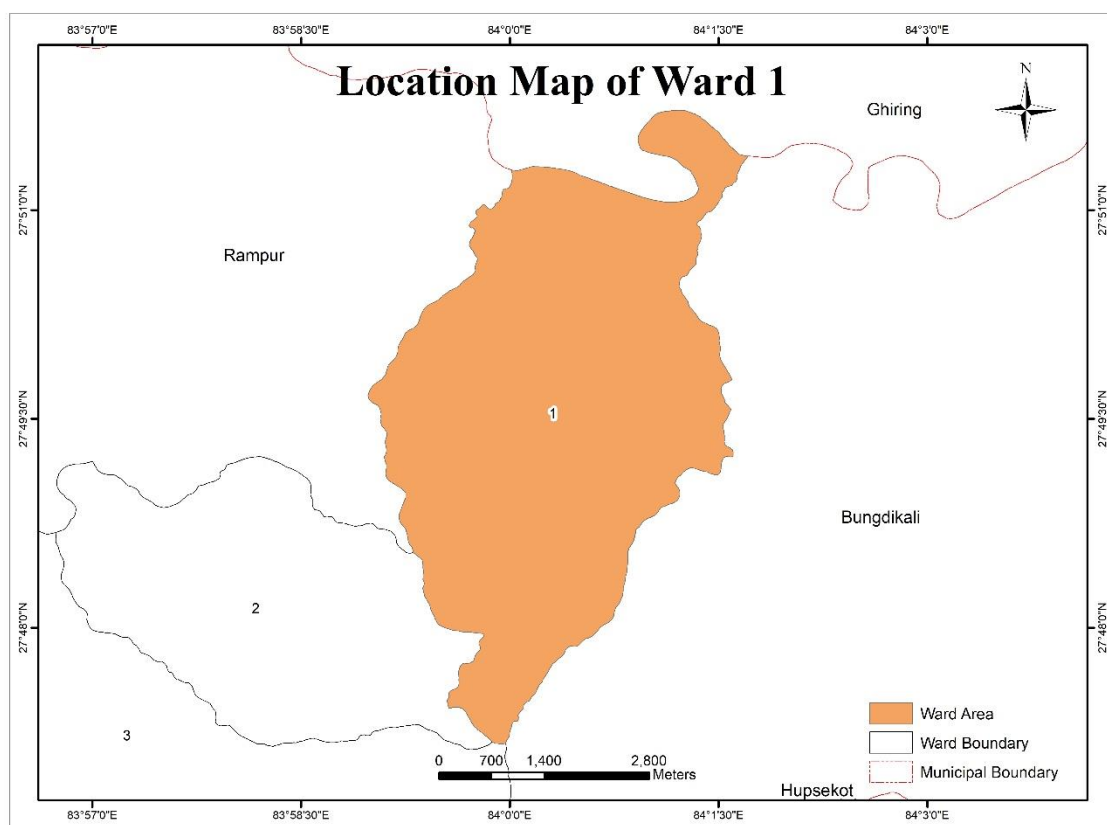 83°57'0"E 83°58'30"E 84°0'0"E 84°1'30"E 84°3'0"E
Location Map of Ward 1
N
Ghiring
27°51'0"N 27°51'0"N
Rampur
1
27°49'30"N 27°49'30"N
Bungdikali
2
27°48'0"N 27°48'0"N
3
Ward Area
Ward Boundary
Municipal Boundary
0 700 1,400 2,800
Meters
Hupsekot
83°57'0"E 83°58'30"E 84°0'0"E 84°1'30"E 84°3'0"E